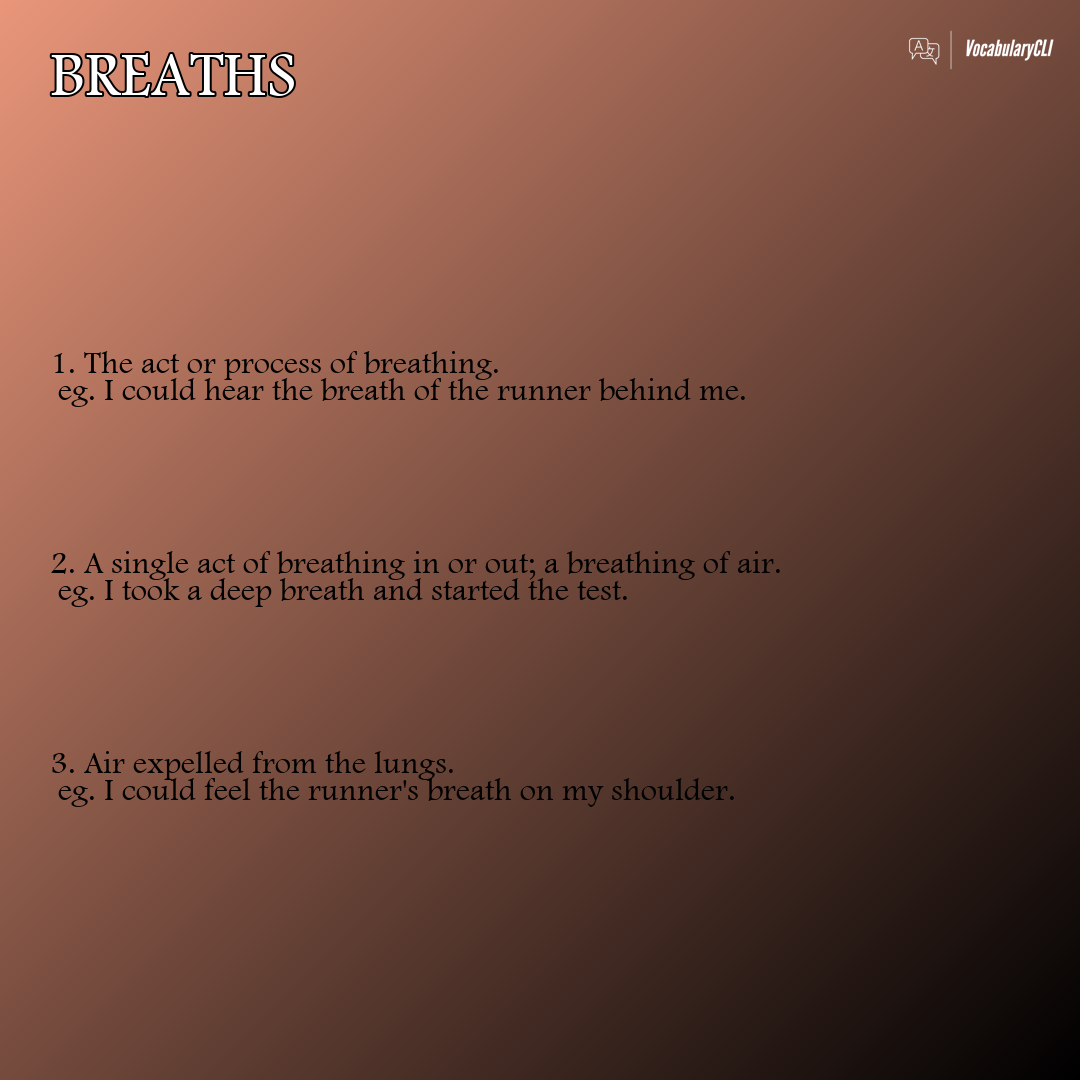 BREATHS
VocabularyCLI
1. The act or process of breathing.
eg. I could hear the breath of the runner behind me.
2. A single act of breathing in or out; a breathing of air.
eg. I took a deep breath and started the test.
3. Air expelled from the lungs.
eg. I could feel the runner's breath on my shoulder.